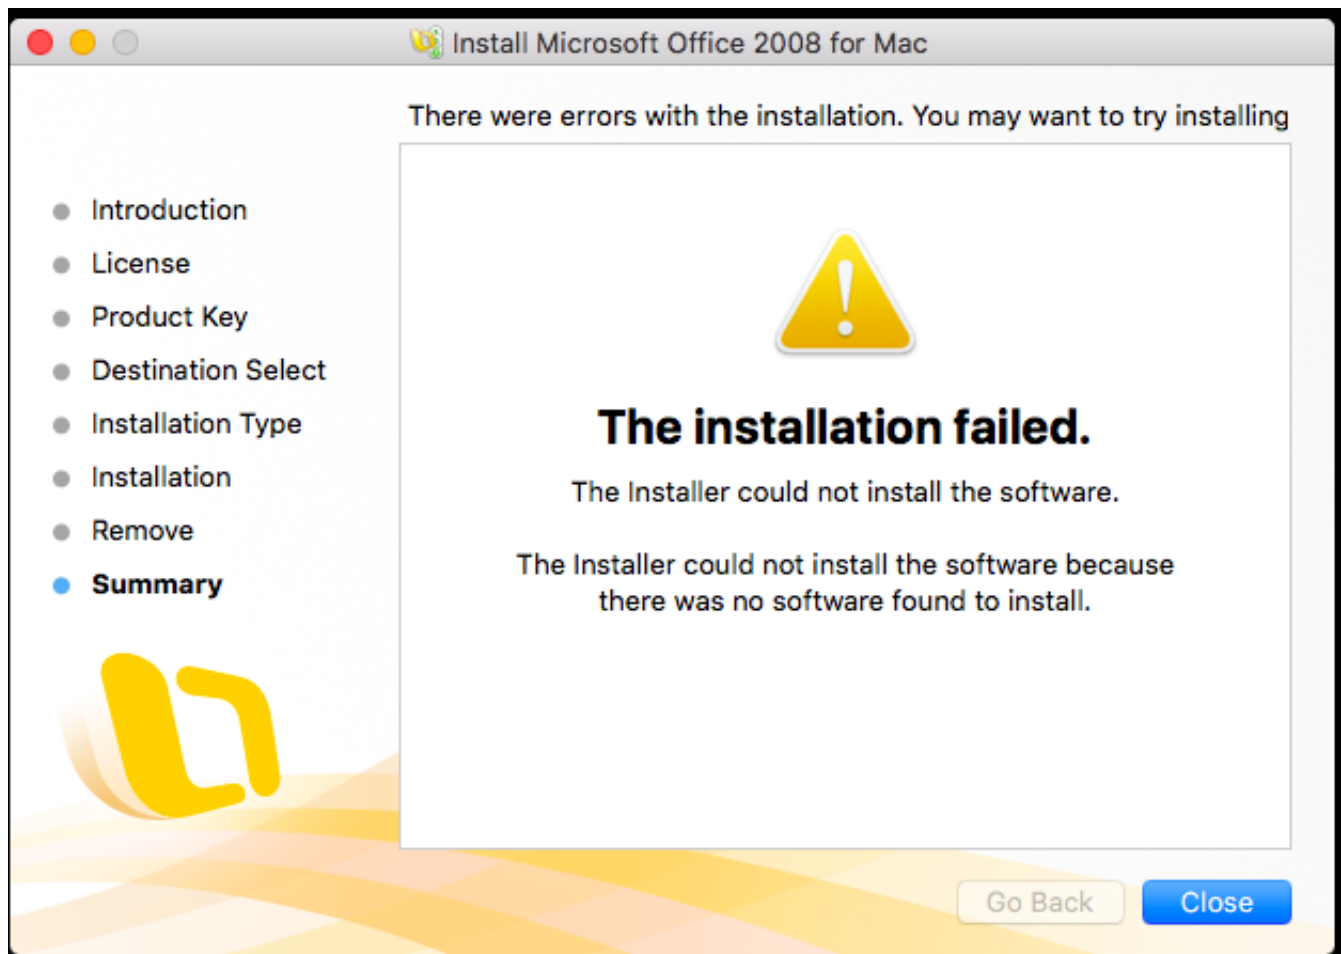 Install Microsoft Office 2008 for Mac
There were errors with the installation. You may want to try installing
Introduction
License
Product Key
Destination Select
Installation Type
Installation
Remove
Summary
The installation failed.
The Installer could not install the software.
The Installer could not install the software because
there was no software found to install.
Go Back
Close